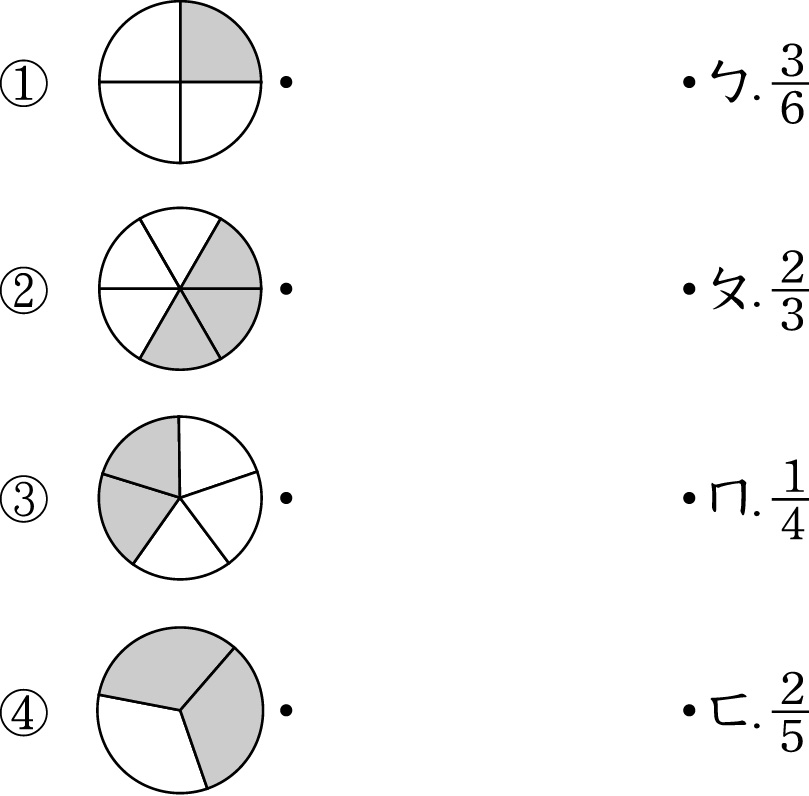 ① ㄅ. 3/6
② ㄆ. 2/3
③ ㄇ. 1/4
④ ㄈ. 2/5